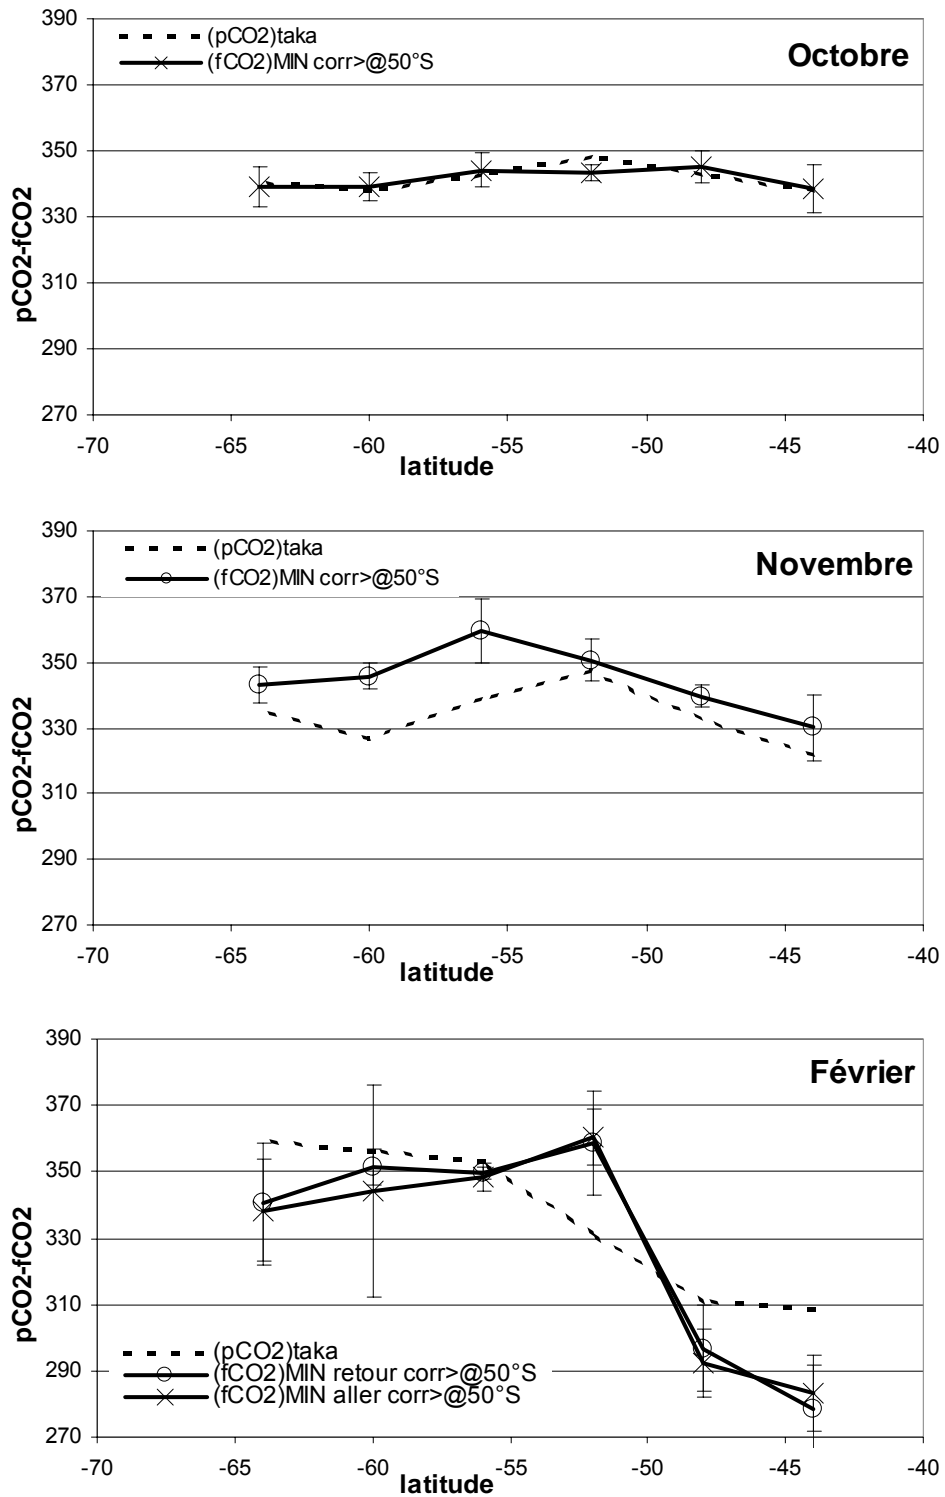 390
(pCO2)taka
(fCO2)MIN corr>@50°S
Octobre
370
350
330
310
290
270
pCO2-fCO2
-70
-65
-60
-55
-50
-45
-40
latitude
390
(pCO2)taka
(fCO2)MIN corr>@50°S
Novembre
370
350
330
310
290
270
pCO2-fCO2
-70
-65
-60
-55
-50
-45
-40
latitude
390
Février
370
350
330
310
290
270
pCO2-fCO2
(pCO2)taka
(fCO2)MIN retour corr>@50°S
(fCO2)MIN aller corr>@50°S
-70
-65
-60
-55
-50
-45
-40
latitude